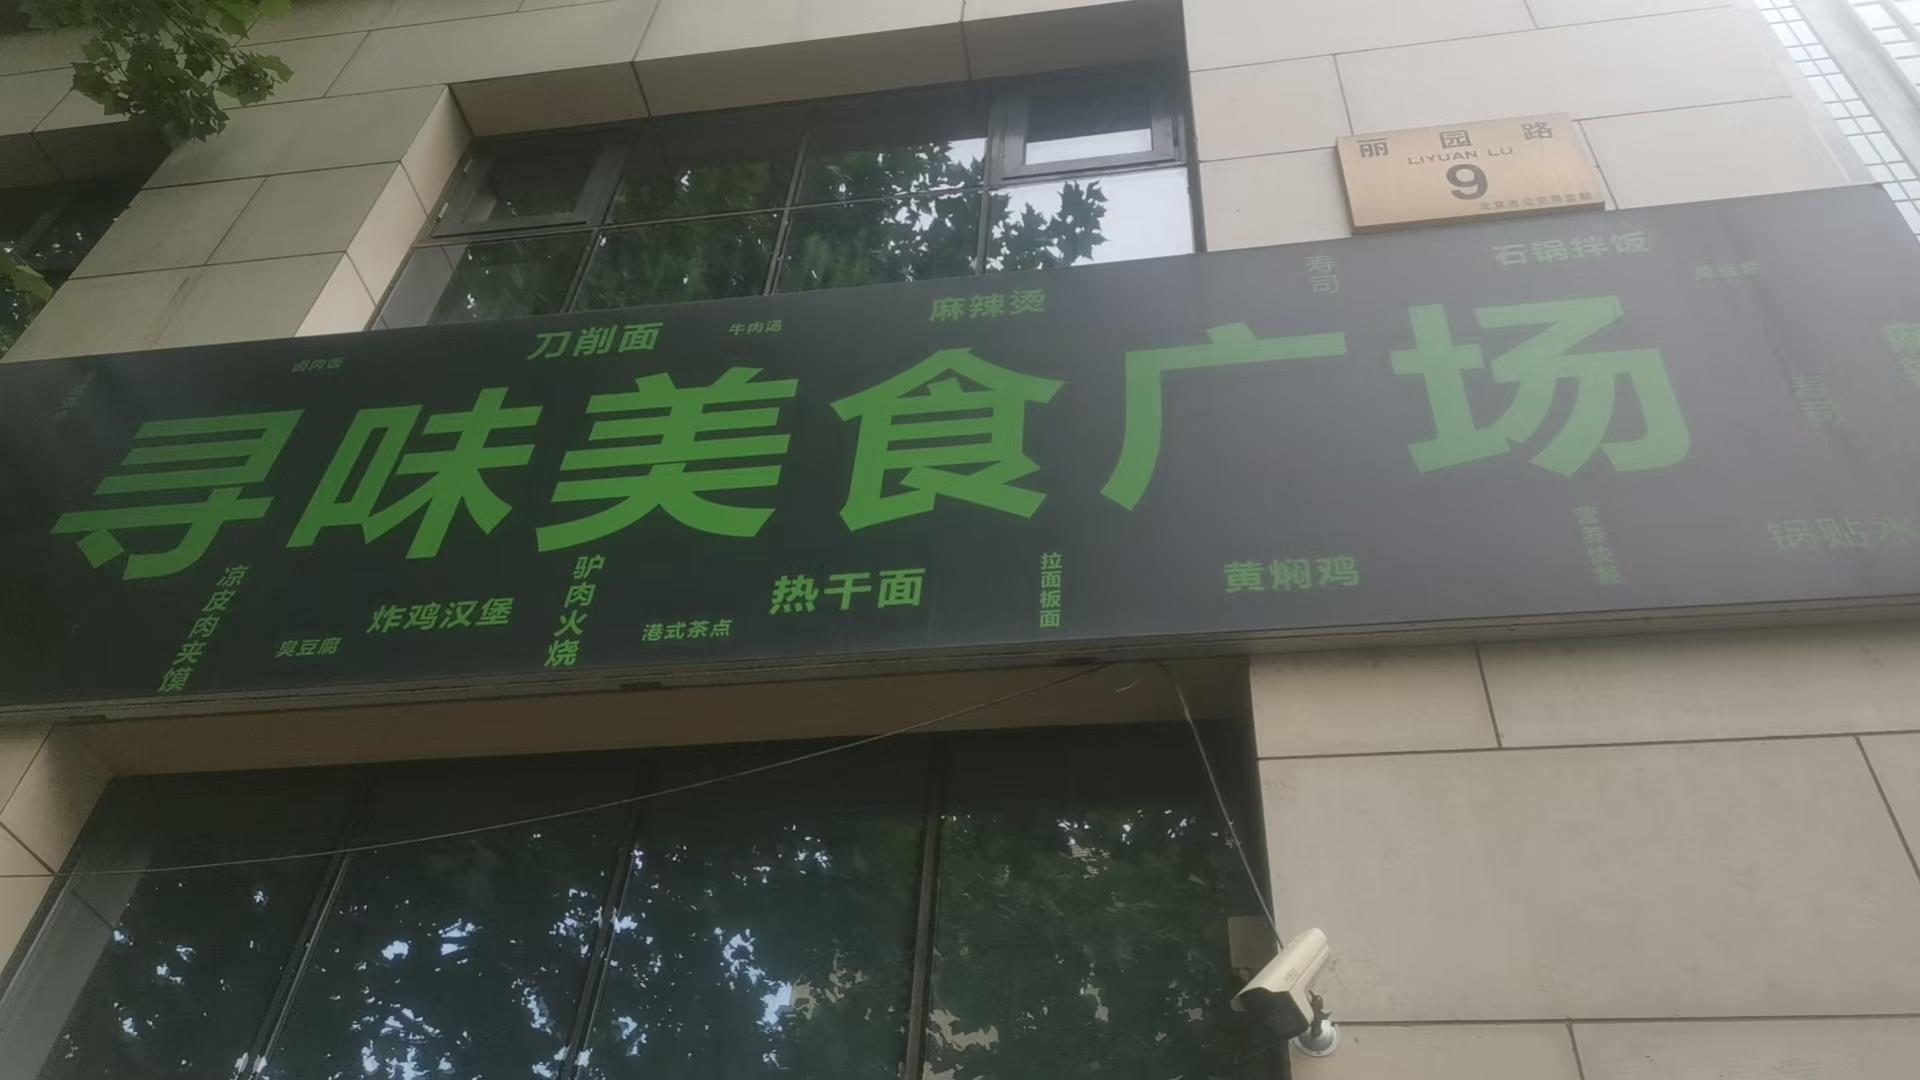 丽园路
LIYUAN LU
9
石锅拌饭
寿司
麻辣烫
刀削面
牛肉汤
卤肉饭
臭豆腐
寻味美食广场
寿司
凉皮肉夹馍
臭豆腐
炸鸡汉堡
驴肉火烧
港式茶点
热干面
拉面板面
黄焖鸡
营养快餐
锅贴水